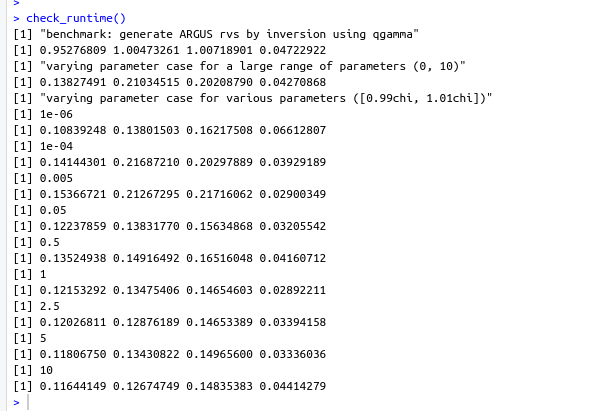 >
> check_runtime()
[1] "benchmark: generate ARGUS rvs by inversion using qgamma"
[1] 0.95276809 1.00473261 1.00718901 0.04722922
[1] "varying parameter case for a large range of parameters (0, 10)"
[1] 0.13827491 0.21034515 0.20208790 0.04270868
[1] "varying parameter case for various parameters ([0.99chi, 1.01chi])"
[1] 1e-06
[1] 0.10839248 0.13801503 0.16217508 0.06612807
[1] 1e-04
[1] 0.14144301 0.21687210 0.20297889 0.03929189
[1] 0.005
[1] 0.15366721 0.21267295 0.21716062 0.02900349
[1] 0.05
[1] 0.12237859 0.13831770 0.15634868 0.03205542
[1] 0.5
[1] 0.13524938 0.14916492 0.16516048 0.04160712
[1] 1
[1] 0.12153292 0.13475406 0.14654603 0.02892211
[1] 2.5
[1] 0.12026811 0.12876189 0.14653389 0.03394158
[1] 5
[1] 0.11806750 0.13430822 0.14965600 0.03336036
[1] 10
[1] 0.11644149 0.12674749 0.14835383 0.04414279
>